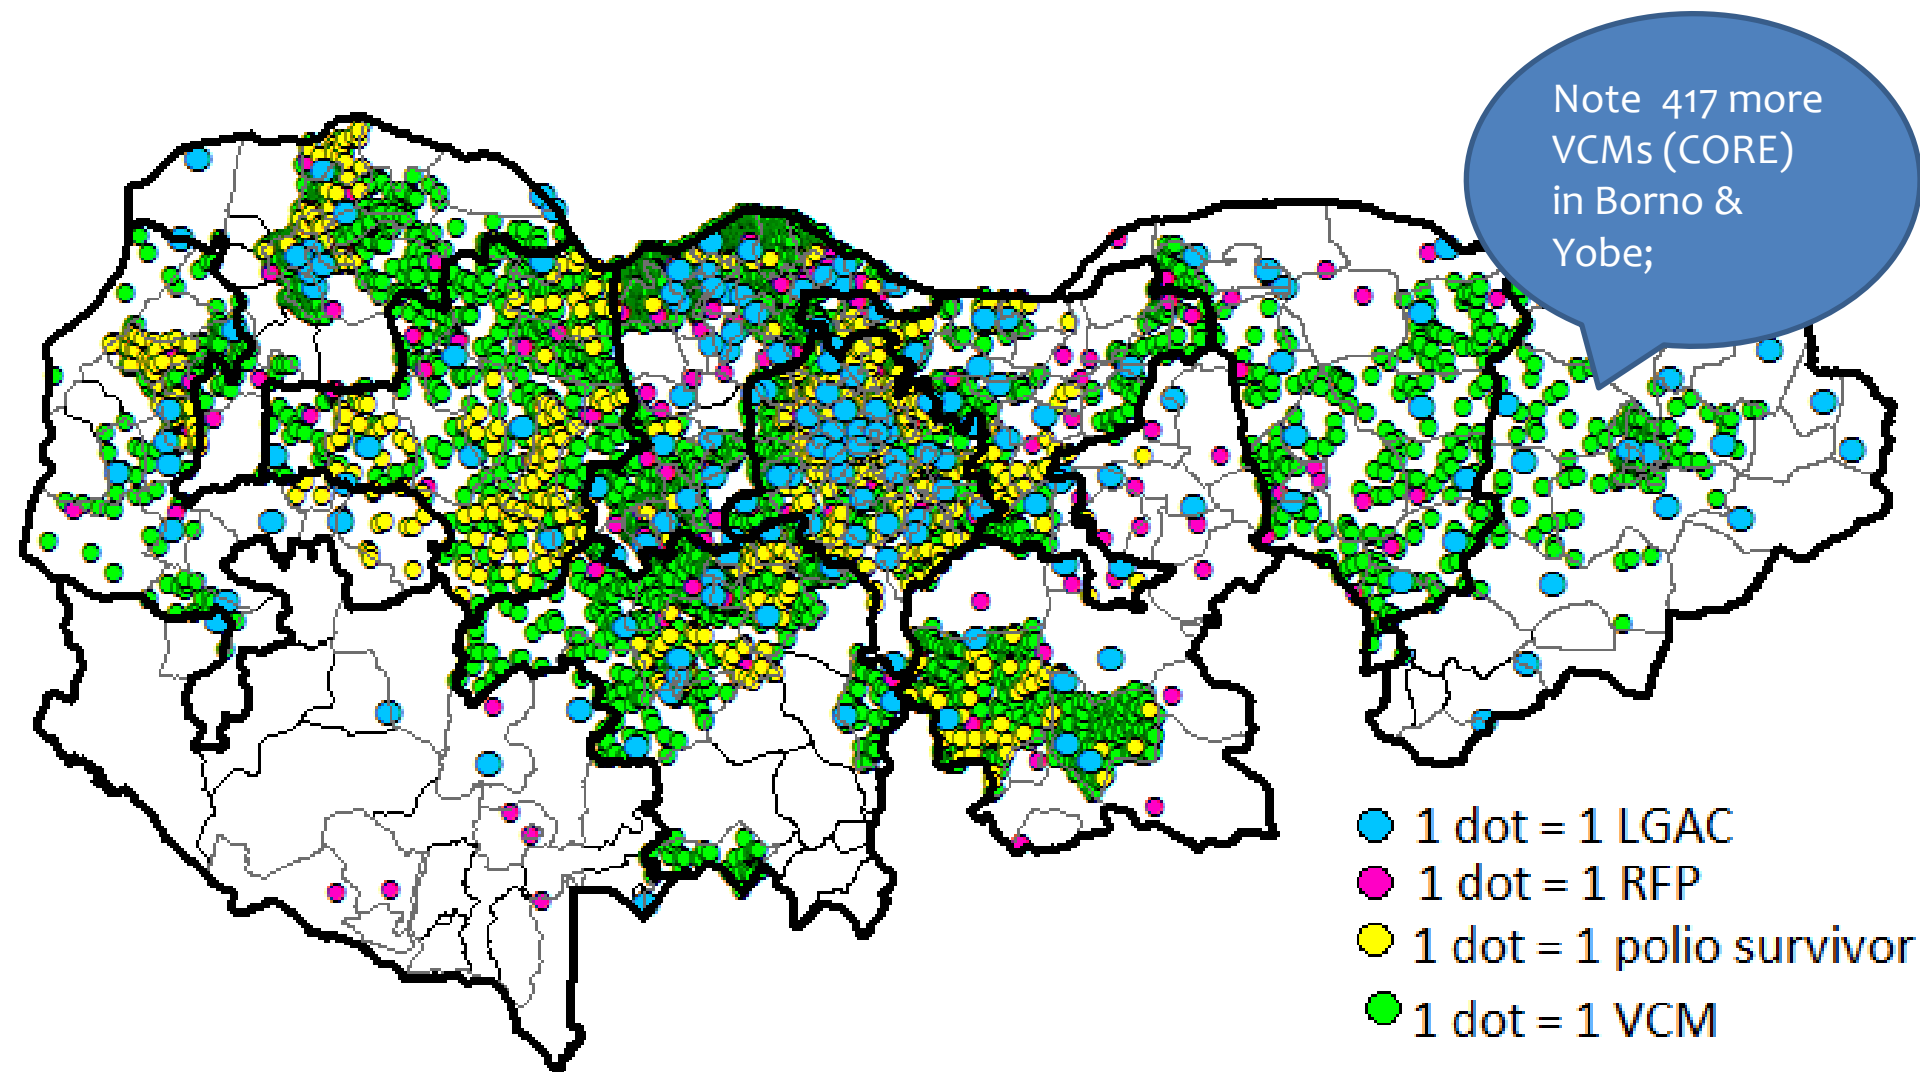 Note 417 more
VCMs (CORE)
in Borno &
Yobe;
1 dot = 1 LGAC
1 dot = 1 RFP
1 dot = 1 polio survivor
1 dot = 1 VCM